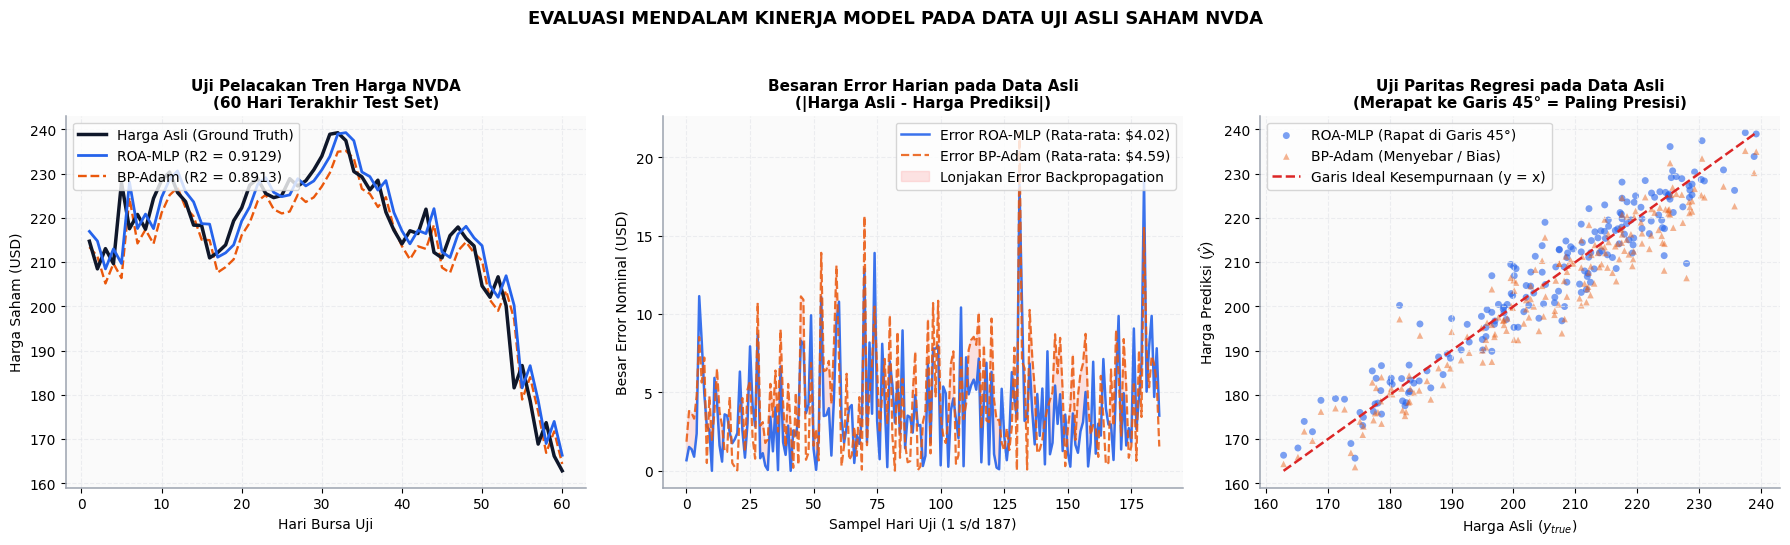 EVALUASI MENDALAM KINERJA MODEL PADA DATA UJI ASLI SAHAM NVDA
Uji Pelacakan Tren Harga NVDA
(60 Hari Terakhir Test Set)
Harga Saham (USD)
240
230
220
210
200
190
180
170
160
Harga Asli (Ground Truth)
ROA-MLP (R2 = 0.9129)
BP-Adam (R2 = 0.8913)
0 10 20 30 40 50 60
Hari Bursa Uji
Besaran Error Harian pada Data Asli
(|Harga Asli - Harga Prediksi|)
Besar Error Nominal (USD)
20
15
10
5
0
Error ROA-MLP (Rata-rata: $4.02)
Error BP-Adam (Rata-rata: $4.59)
Lonjakan Error Backpropagation
0 25 50 75 100 125 150 175
Sampel Hari Uji (1 s/d 187)
Uji Paritas Regresi pada Data Asli
(Merapat ke Garis 45° = Paling Presisi)
Harga Prediksi (ŷ)
240
230
220
210
200
190
180
170
160
ROA-MLP (Rapat di Garis 45°)
BP-Adam (Menyebar / Bias)
Garis Ideal Kesempurnaan (y = x)
160 170 180 190 200 210 220 230 240
Harga Asli (y_true)